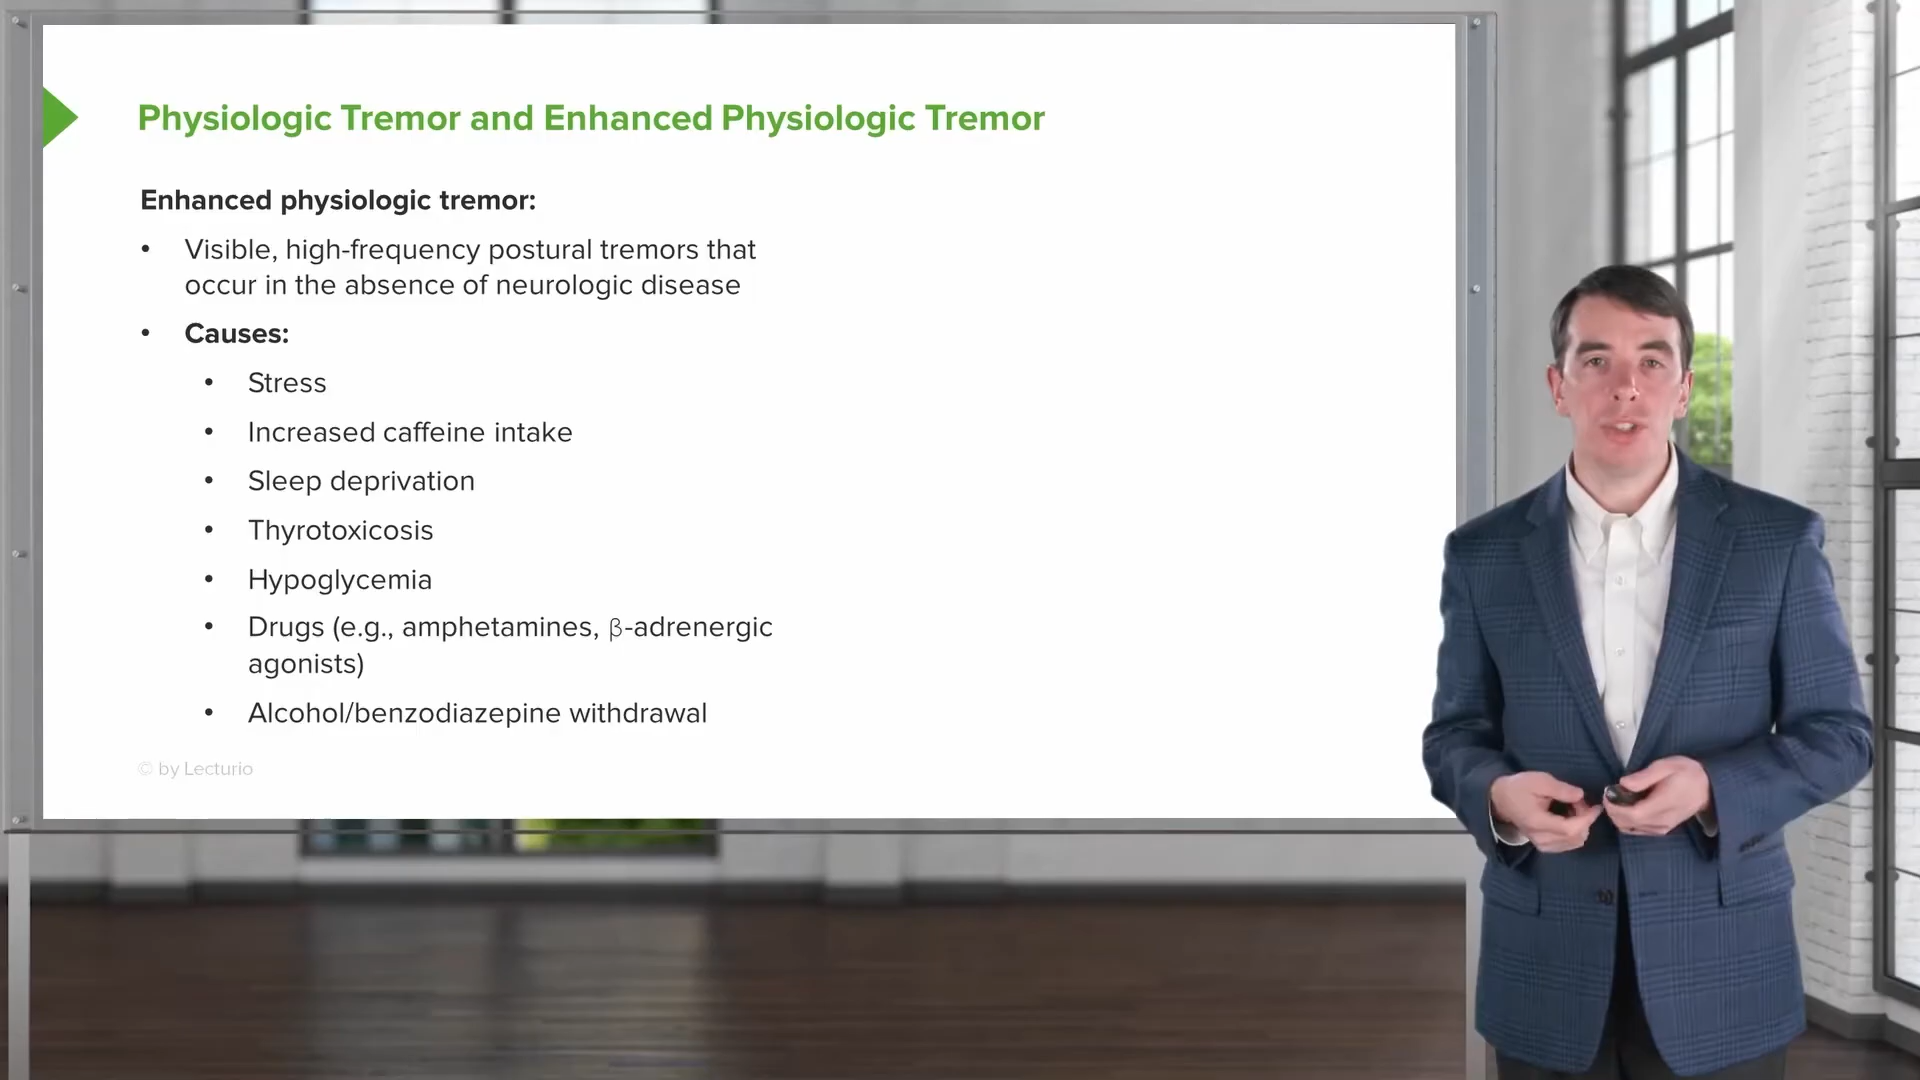 Physiologic Tremor and Enhanced Physiologic Tremor
Enhanced physiologic tremor:
• Visible, high-frequency postural tremors that
occur in the absence of neurologic disease
• Causes:
• Stress
• Increased caffeine intake
• Sleep deprivation
• Thyrotoxicosis
• Hypoglycemia
• Drugs (e.g., amphetamines, β-adrenergic
agonists)
• Alcohol/benzodiazepine withdrawal
© by Lecturio